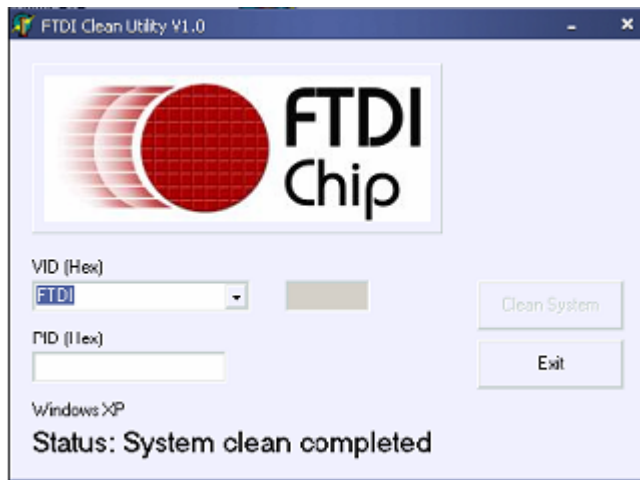 FTDI Clean Utility V1.0
FTDI
Chip
VID (Hex)
FTDI
PID (Hex)
Clean System
Exit
Windows XP
Status: System clean completed